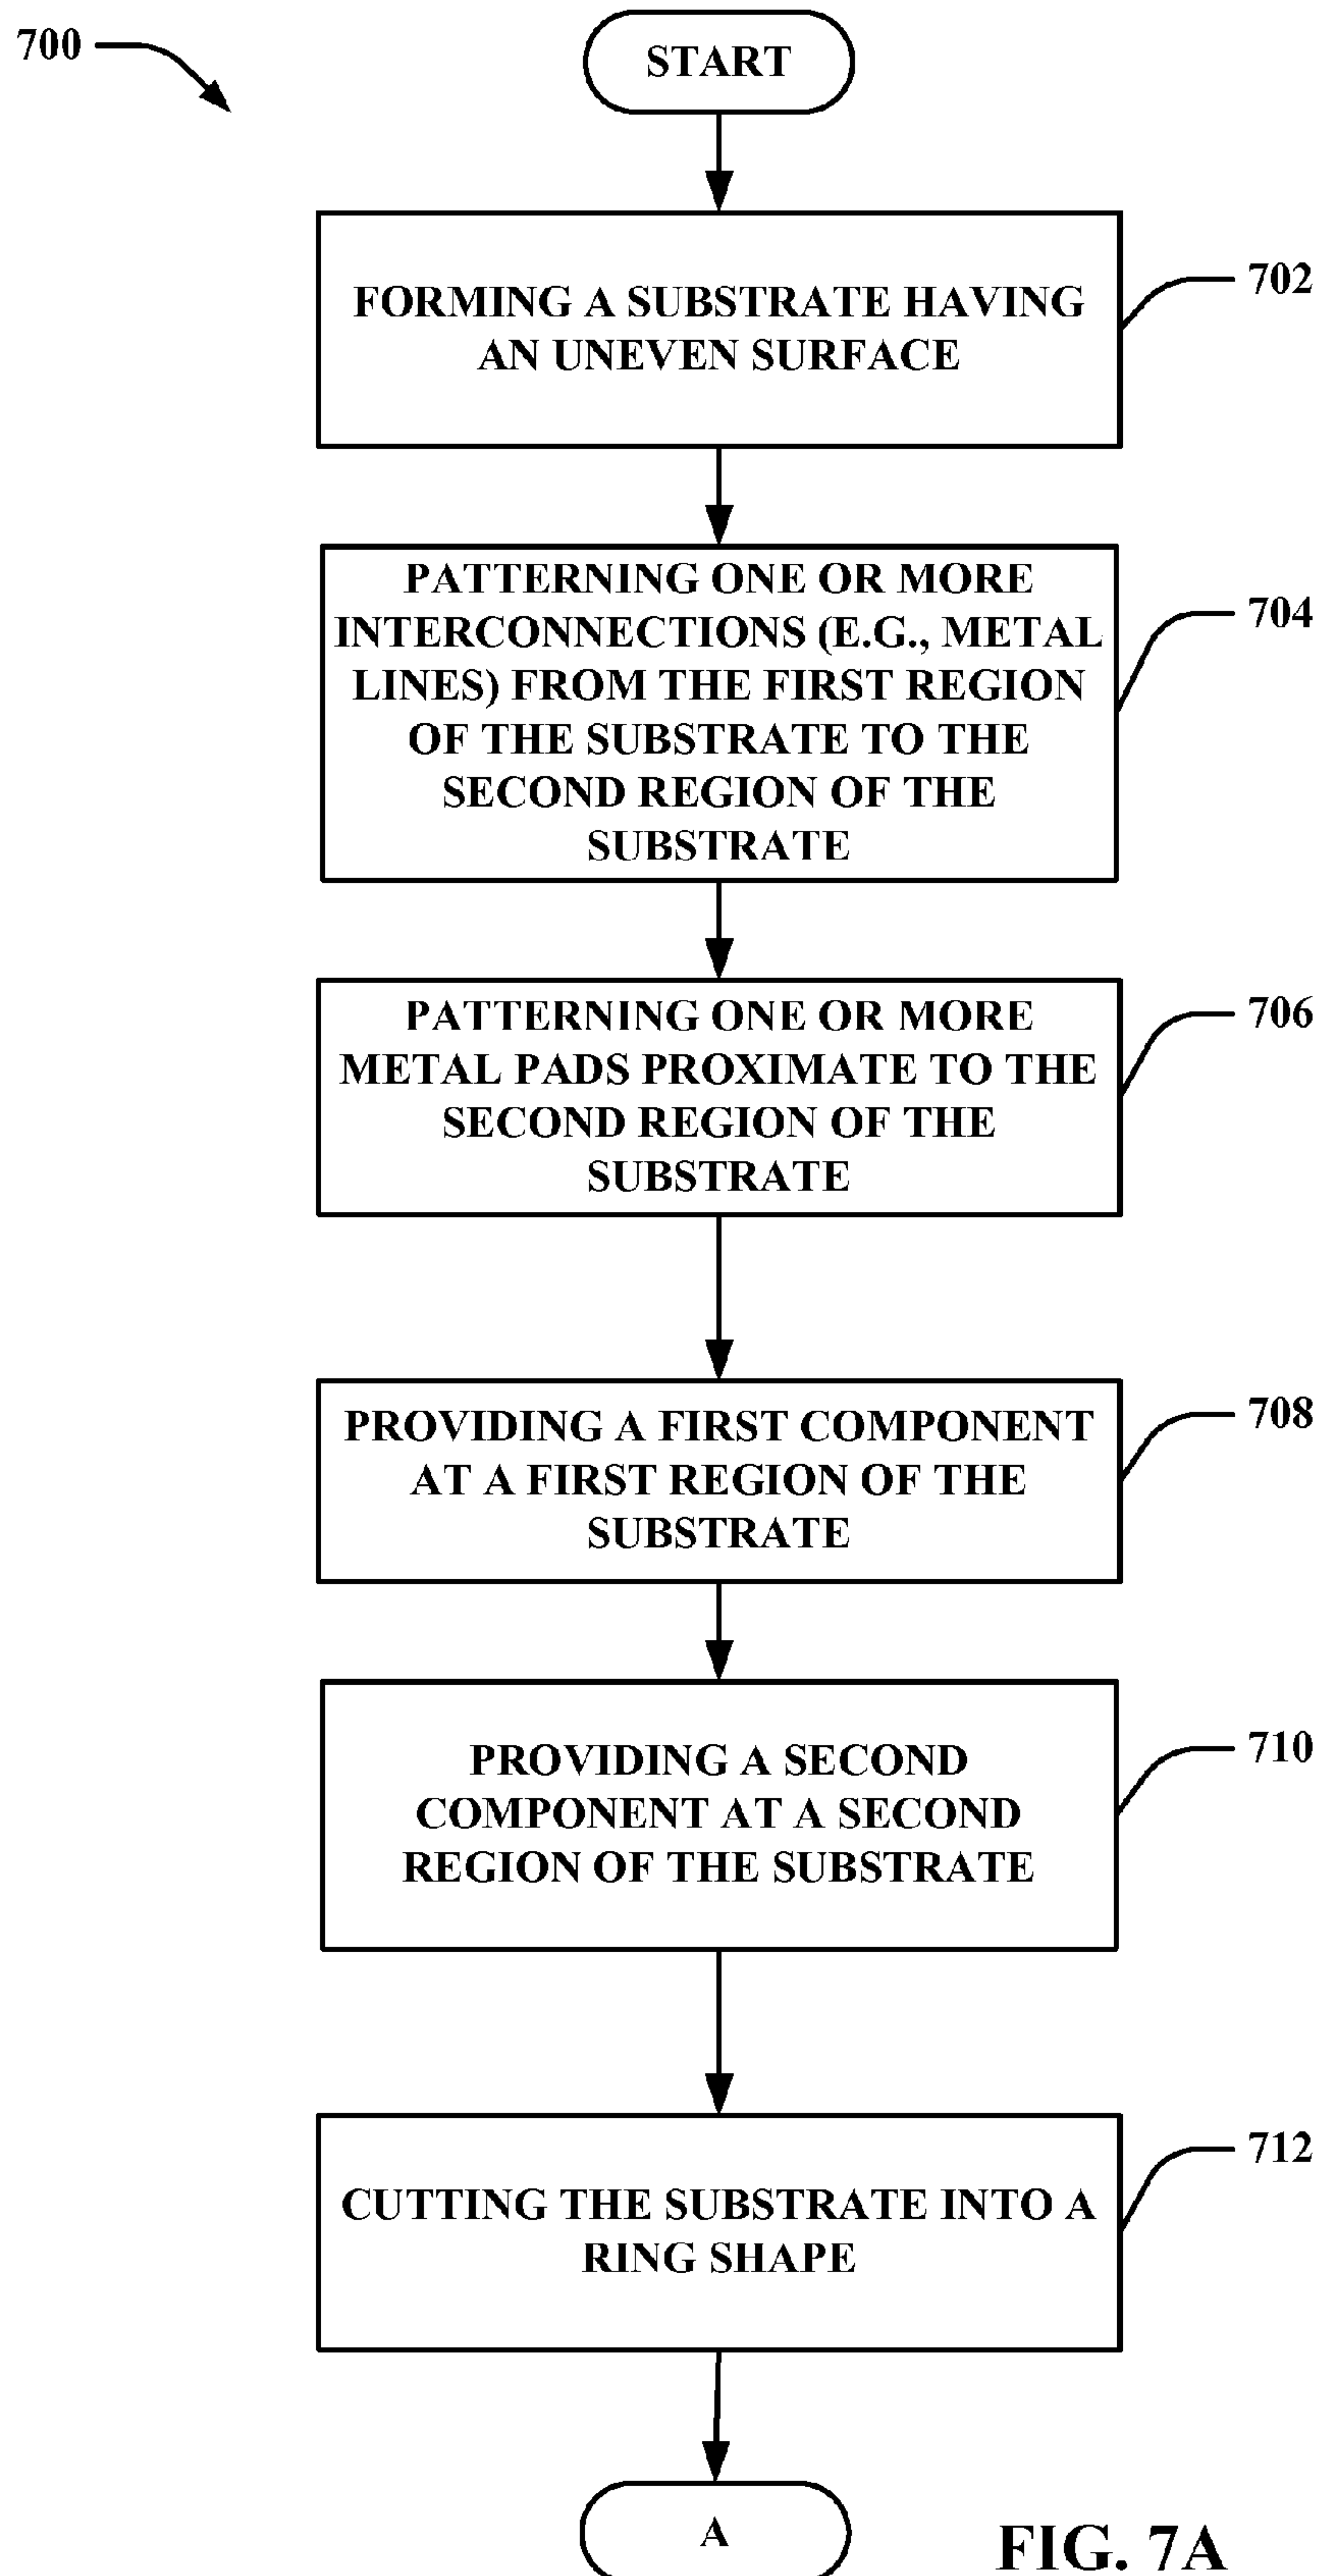 700
START
FORMING A SUBSTRATE HAVING
AN UNEVEN SURFACE
702
PATTERNING ONE OR MORE
INTERCONNECTIONS (E.G., METAL
LINES) FROM THE FIRST REGION
OF THE SUBSTRATE TO THE
SECOND REGION OF THE
SUBSTRATE
704
PATTERNING ONE OR MORE
METAL PADS PROXIMATE TO THE
SECOND REGION OF THE
SUBSTRATE
706
PROVIDING A FIRST COMPONENT
AT A FIRST REGION OF THE
SUBSTRATE
708
PROVIDING A SECOND
COMPONENT AT A SECOND
REGION OF THE SUBSTRATE
710
CUTTING THE SUBSTRATE INTO A
RING SHAPE
712
A
FIG. 7A